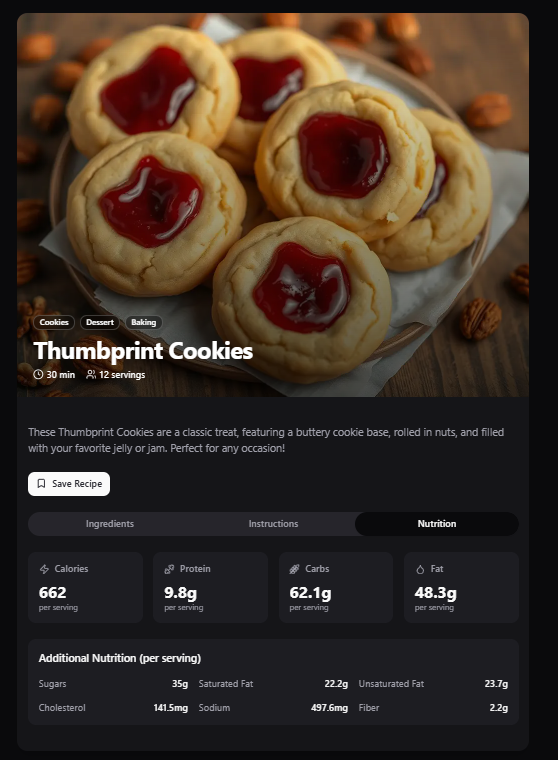 Cookies Dessert Baking
Thumbprint Cookies
30 min 12 servings
These Thumbprint Cookies are a classic treat, featuring a buttery cookie base, rolled in nuts, and filled
with your favorite jelly or jam. Perfect for any occasion!
Save Recipe
Ingredients Instructions Nutrition
Calories Protein Carbs Fat
662 9.8g 62.1g 48.3g
per serving per serving per serving per serving
Additional Nutrition (per serving)
Sugars 35g Saturated Fat 22.2g Unsaturated Fat 23.7g
Cholesterol 141.5mg Sodium 497.6mg Fiber 2.2g